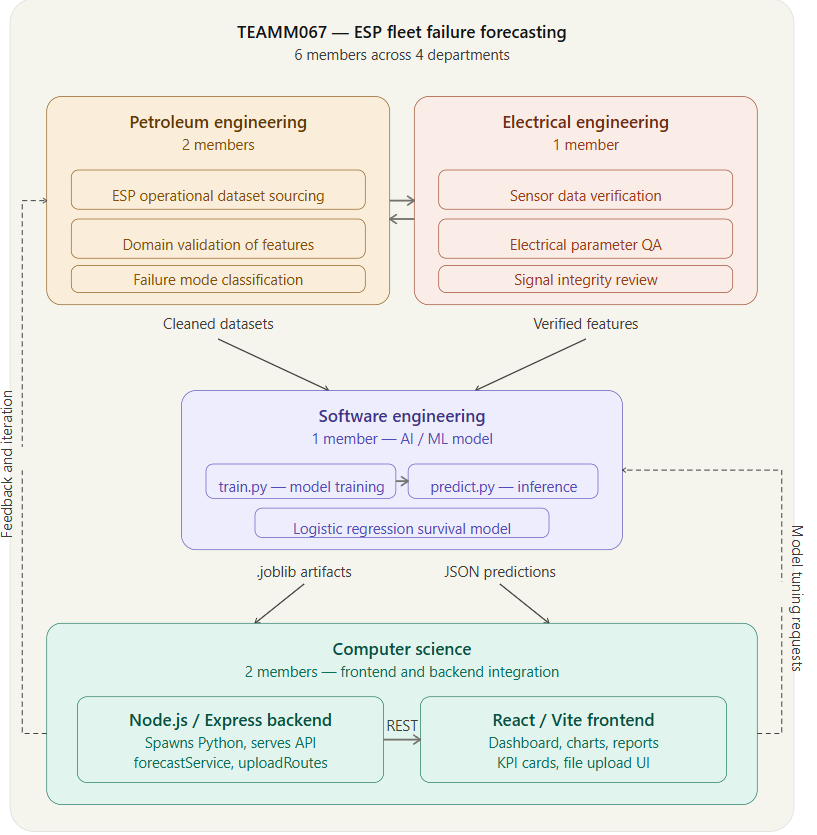 TEAMM067 — ESP fleet failure forecasting
6 members across 4 departments
Petroleum engineering
2 members
ESP operational dataset sourcing
Domain validation of features
Failure mode classification
Electrical engineering
1 member
Sensor data verification
Electrical parameter QA
Signal integrity review
Cleaned datasets
Verified features
Software engineering
1 member — AI / ML model
train.py — model training
predict.py — inference
Logistic regression survival model
Feedback and iteration
Model tuning requests
.joblib artifacts
JSON predictions
Computer science
2 members — frontend and backend integration
Node.js / Express backend
Spawns Python, serves API
forecastService, uploadRoutes
REST
React / Vite frontend
Dashboard, charts, reports
KPI cards, file upload UI